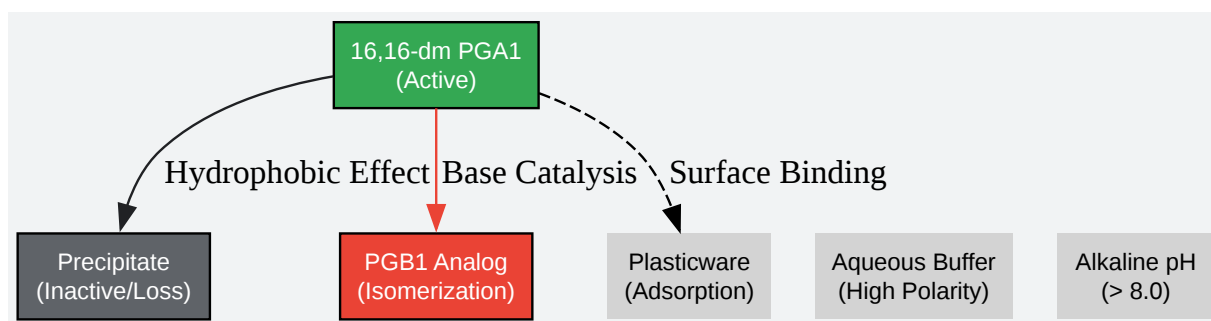 16,16-dm PGA1
(Active)
Hydrophobic Effect
Base Catalysis
Surface Binding
Precipitate
(Inactive/Loss)
PGB1 Analog
(Isomerization)
Plasticware
(Adsorption)
Aqueous Buffer
(High Polarity)
Alkaline pH
(> 8.0)